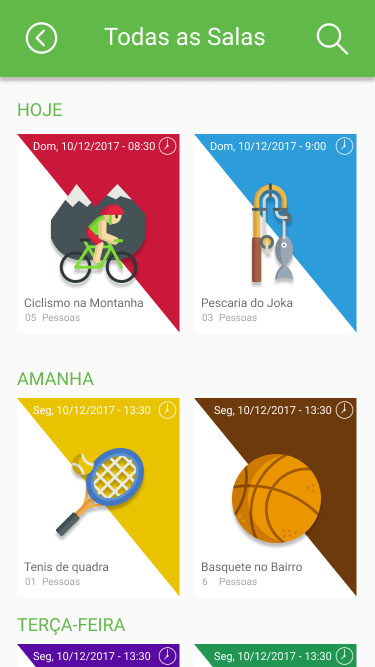 Todas as Salas
HOJE
Dom, 10/12/2017 - 08:30
Dom, 10/12/2017 - 9:00
Ciclismo na Montanha
05 Pessoas
Pescaria do Joka
03 Pessoas
AMANHA
Seg, 10/12/2017 - 13:30
Seg, 10/12/2017 - 13:30
Tenis de quadra
01 Pessoas
Basquete no Bairro
6 Pessoas
TERÇA-FEIRA
Seg, 10/12/2017 - 13:30
Seg, 10/12/2017 - 13:30